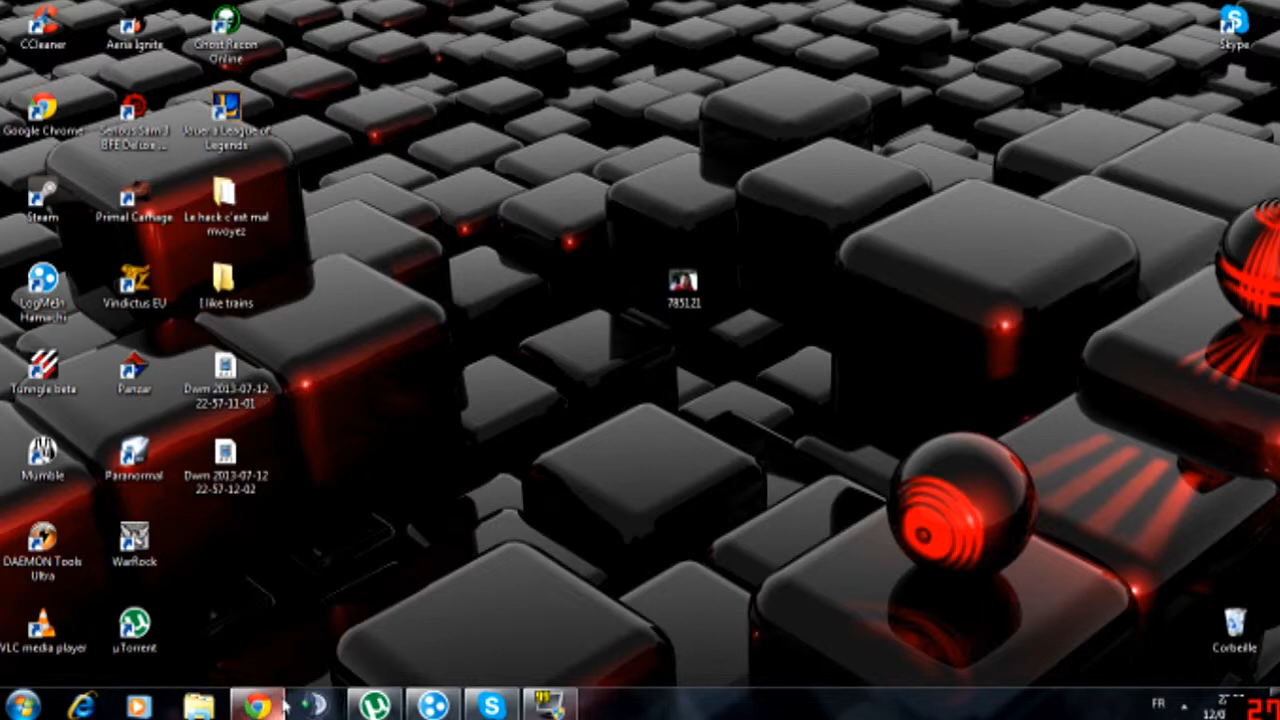 CCleaner
Aeria Ignite
Ghost Recon
Online
Skype
Google Chrome
Serious Sam 3
BFE Deluxe ...
Jouer à League of
Legends
Steam
Primal Carnage
Le hack c'est mal
mvoyez
LogMeIn
Hamachi
Vindictus EU
I like trains
785121
Tunngle beta
Panzar
Dwm 2013-07-12
22-57-11-01
Mumble
Paranormal
Dwm 2013-07-12
22-57-12-02
DAEMON Tools
Ultra
WarRock
VLC media player
µTorrent
Corbeille
FR